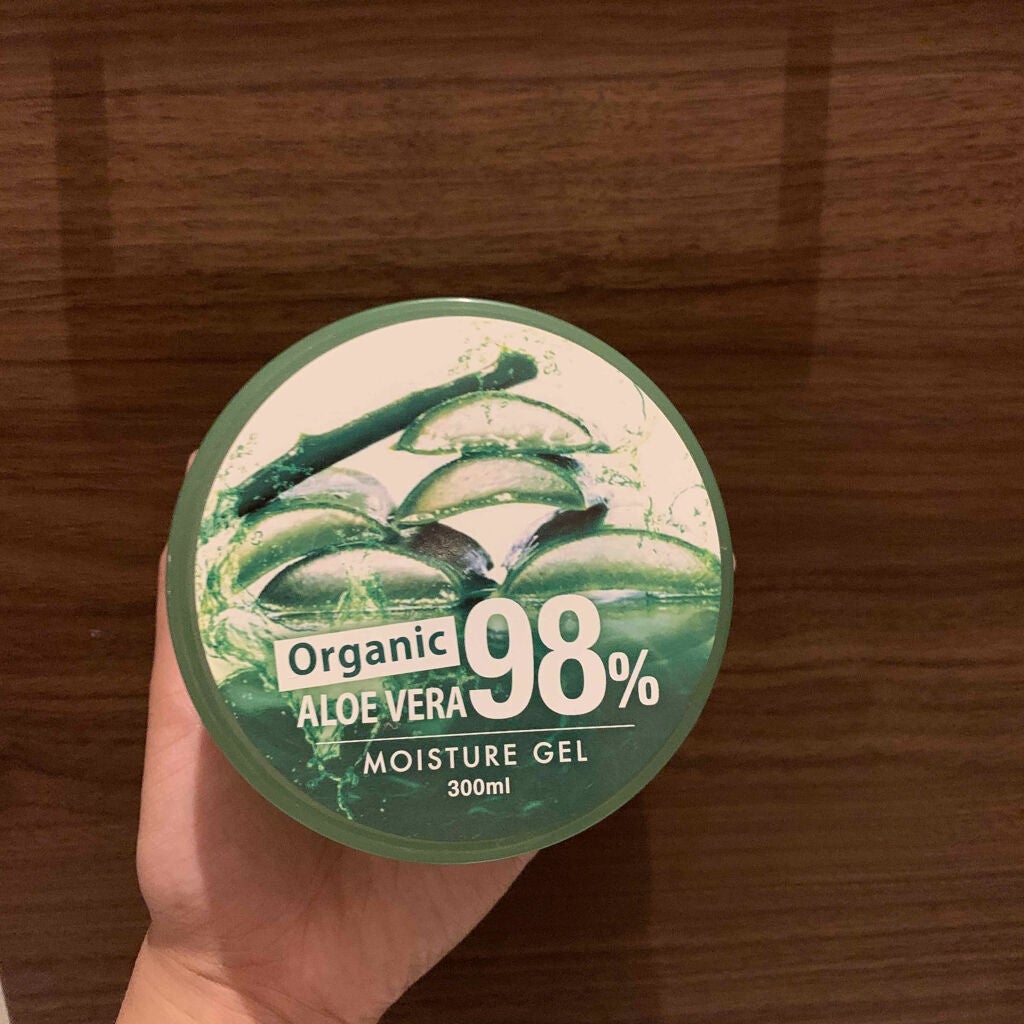 Organic
ALOE VERA 98%
MOISTURE GEL
300ml